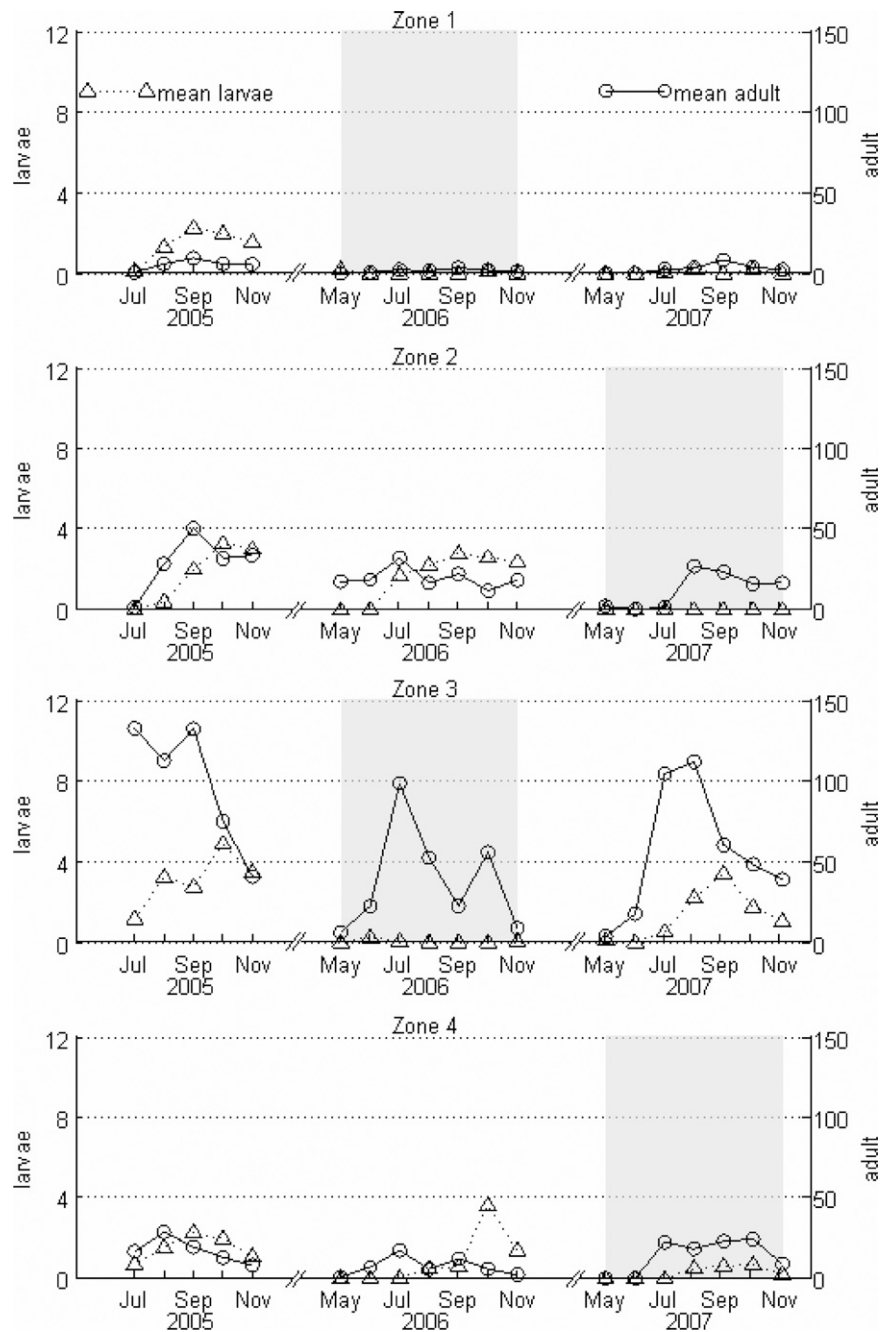 Zone 1
12 150
mean larvae mean adult
8 100
larvae adult
4 50
0 0
Jul Sep Nov May Jul Sep Nov May Jul Sep Nov
2005 2006 2007
Zone 2
12 150
8 100
larvae adult
4 50
0 0
Jul Sep Nov May Jul Sep Nov May Jul Sep Nov
2005 2006 2007
Zone 3
12 150
8 100
larvae adult
4 50
0 0
Jul Sep Nov May Jul Sep Nov May Jul Sep Nov
2005 2006 2007
Zone 4
12 150
8 100
larvae adult
4 50
0 0
Jul Sep Nov May Jul Sep Nov May Jul Sep Nov
2005 2006 2007